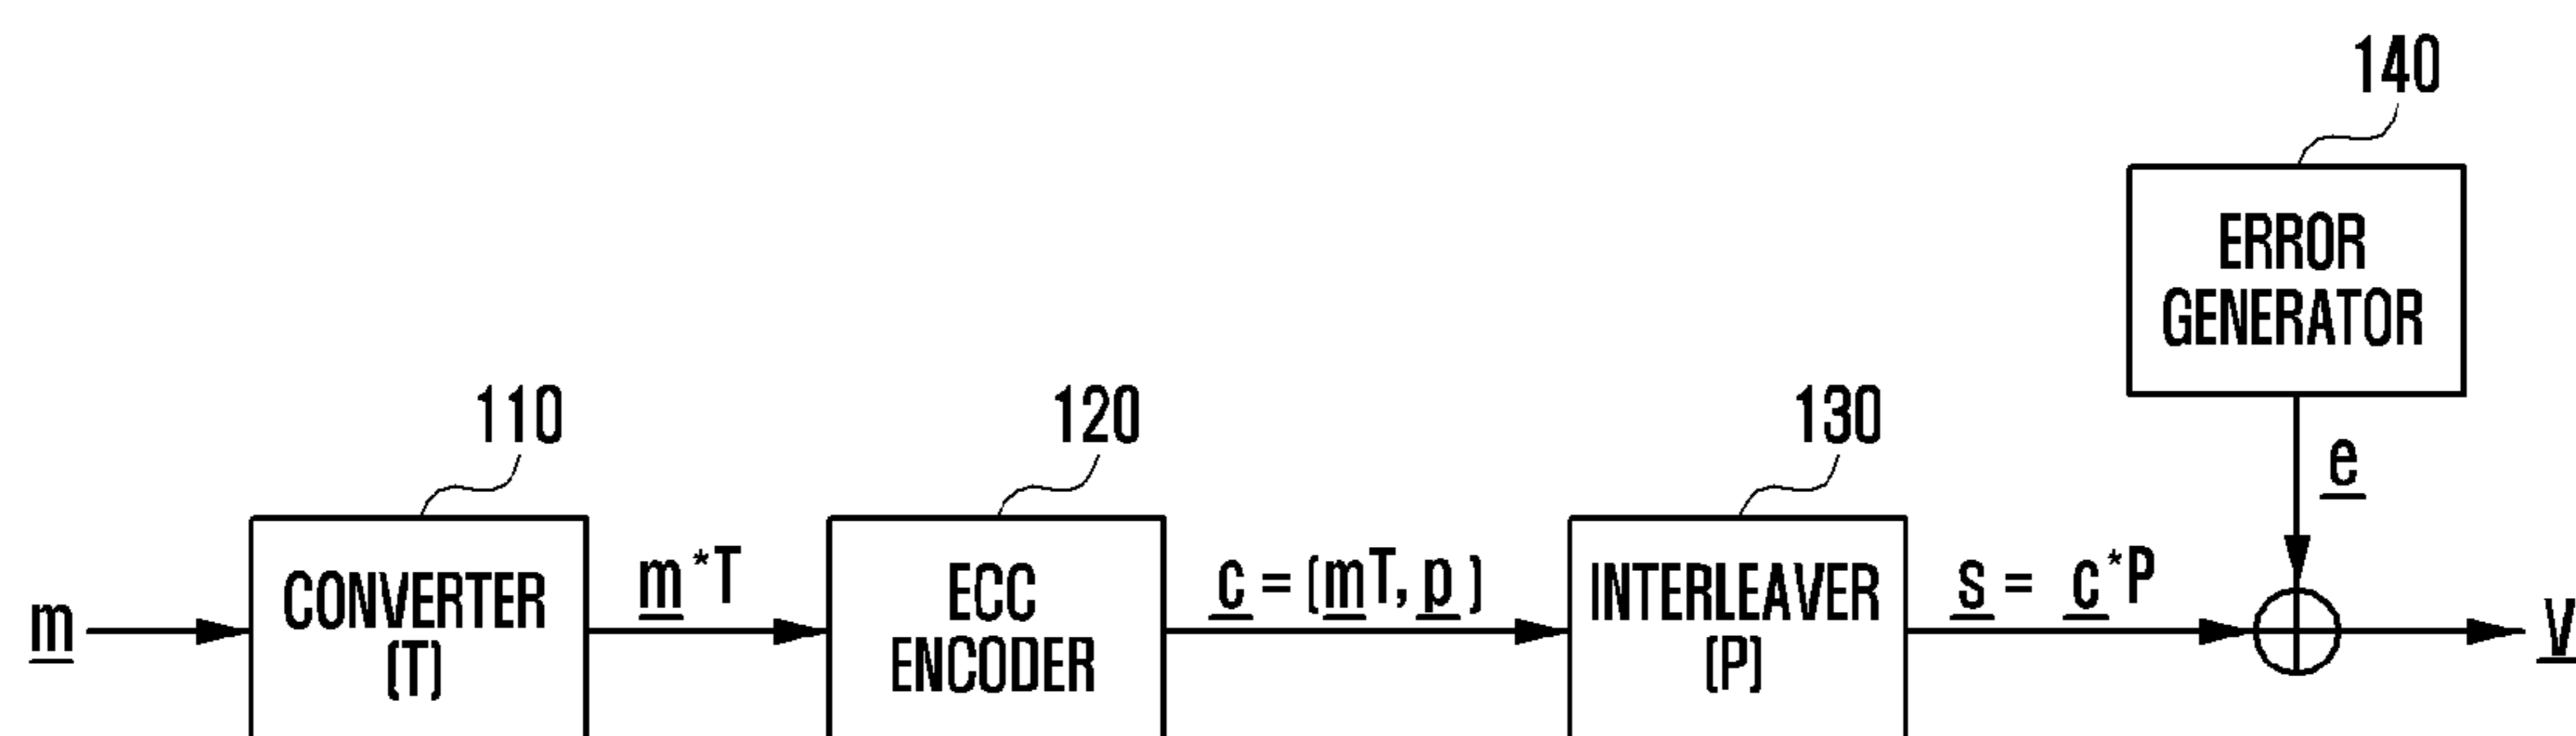 140
ERROR
GENERATOR
110
120
130
e
m
CONVERTER
(T)
m*T
ECC
ENCODER
c = (mT, p)
INTERLEAVER
(P)
s = c*P
v